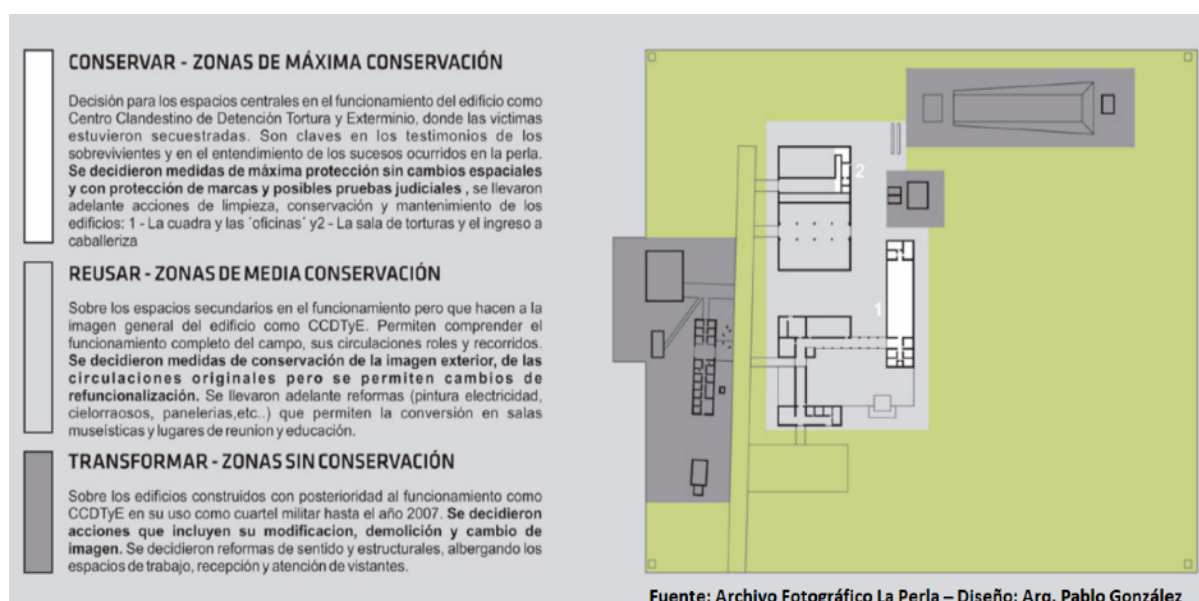 CONSERVAR - ZONAS DE MÁXIMA CONSERVACIÓN
Decisión para los espacios centrales en el funcionamiento del edificio como
Centro Clandestino de Detención Tortura y Exterminio, donde las victimas
estuvieron secuestradas. Son claves en los testimonios de los
sobrevivientes y en el entendimiento de los sucesos ocurridos en la perla.
Se decidieron medidas de máxima protección sin cambios espaciales
y con protección de marcas y posibles pruebas judiciales , se llevaron
adelante acciones de limpieza, conservación y mantenimiento de los
edificios: 1 - La cuadra y las ´oficinas´ y2 - La sala de torturas y el ingreso a
caballeriza
REUSAR - ZONAS DE MEDIA CONSERVACIÓN
Sobre los espacios secundarios en el funcionamiento pero que hacen a la
imagen general del edificio como CCDTyE. Permiten comprender el
funcionamiento completo del campo, sus circulaciones roles y recorridos.
Se decidieron medidas de conservación de la imagen exterior, de las
circulaciones originales pero se permiten cambios de
refuncionalización. Se llevaron adelante reformas (pintura electricidad,
cielorraosos, panelerias,etc..) que permiten la conversión en salas
museísticas y lugares de reunion y educación.
TRANSFORMAR - ZONAS SIN CONSERVACIÓN
Sobre los edificios construidos con posterioridad al funcionamiento como
CCDTyE en su uso como cuartel militar hasta el año 2007. Se decidieron
acciones que incluyen su modificacion, demolición y cambio de
imagen. Se decidieron reformas de sentido y estructurales, albergando los
espacios de trabajo, recepción y atención de vistantes.
2
1
Fuente: Archivo Fotográfico La Perla – Diseño: Arq. Pablo González